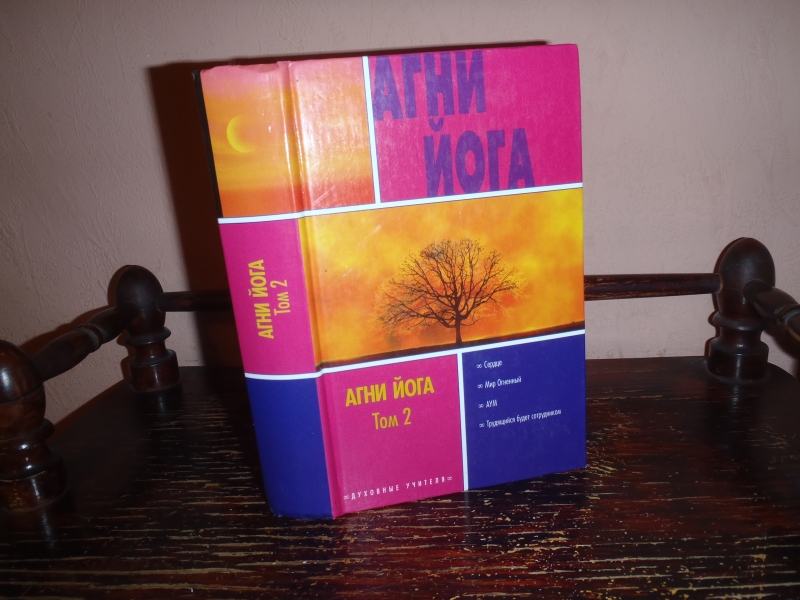 АГНИ
ЙОГА
АГНИ ЙОГА
Том 2
АГНИ ЙОГА
Том 2
∞ Сердце
∞ Мир Огненный
∞ АУМ
∞ Трудящийся будет сотрудником
∞ДУХОВНЫЕ УЧИТЕЛЯ∞